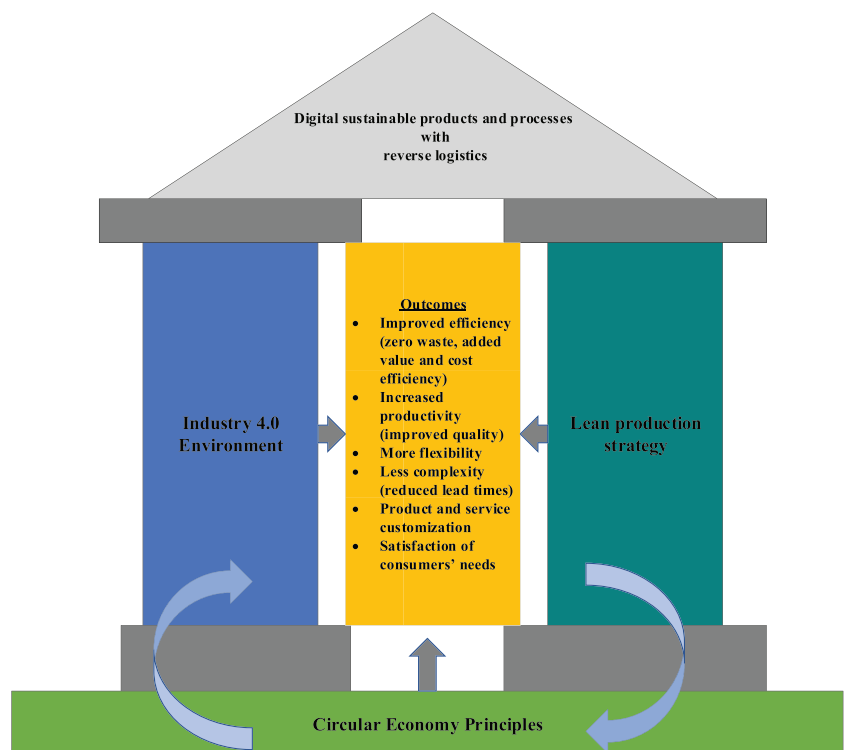 Digital sustainable products and processes
with
reverse logistics
Outcomes
• Improved efficiency
(zero waste, added
value and cost
efficiency)
• Increased
productivity
(improved quality)
• More flexibility
• Less complexity
(reduced lead times)
• Product and service
customization
• Satisfaction of
consumers’ needs
Industry 4.0
Environment
Lean production
strategy
Circular Economy Principles